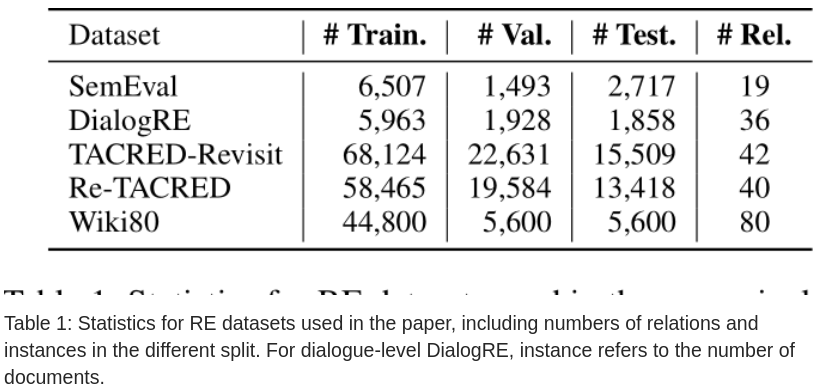 Dataset # Train. # Val. # Test. # Rel.
SemEval 6,507 1,493 2,717 19
DialogRE 5,963 1,928 1,858 36
TACRED-Revisit 68,124 22,631 15,509 42
Re-TACRED 58,465 19,584 13,418 40
Wiki80 44,800 5,600 5,600 80
Table 1: Statistics for RE datasets used in the paper, including numbers of relations and
instances in the different split. For dialogue-level DialogRE, instance refers to the number of
documents.